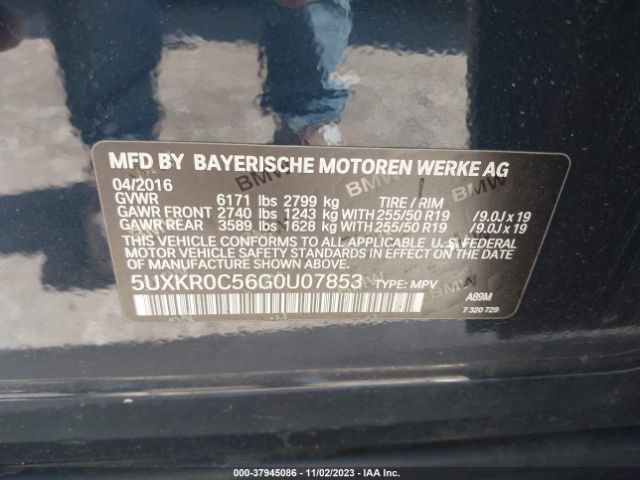 MFD BY BAYERISCHE MOTOREN WERKE AG
04/2016
GVWR 6171 lbs 2799 kg TIRE / RIM
GAWR FRONT 2740 lbs 1243 kg WITH 255/50 R19 /9.0J x 19
GAWR REAR 3589 lbs 1628 kg WITH 255/50 R19 /9.0J x 19
THIS VEHICLE CONFORMS TO ALL APPLICABLE U.S. FEDERAL
MOTOR VEHICLE SAFETY STANDARDS IN EFFECT ON THE
DATE OF MANUFACTURE SHOWN ABOVE.
5UXKR0C56G0U07853 TYPE: MPV
A89M
7 320 729
000-37945086 - 11/02/2023 - IAA Inc.